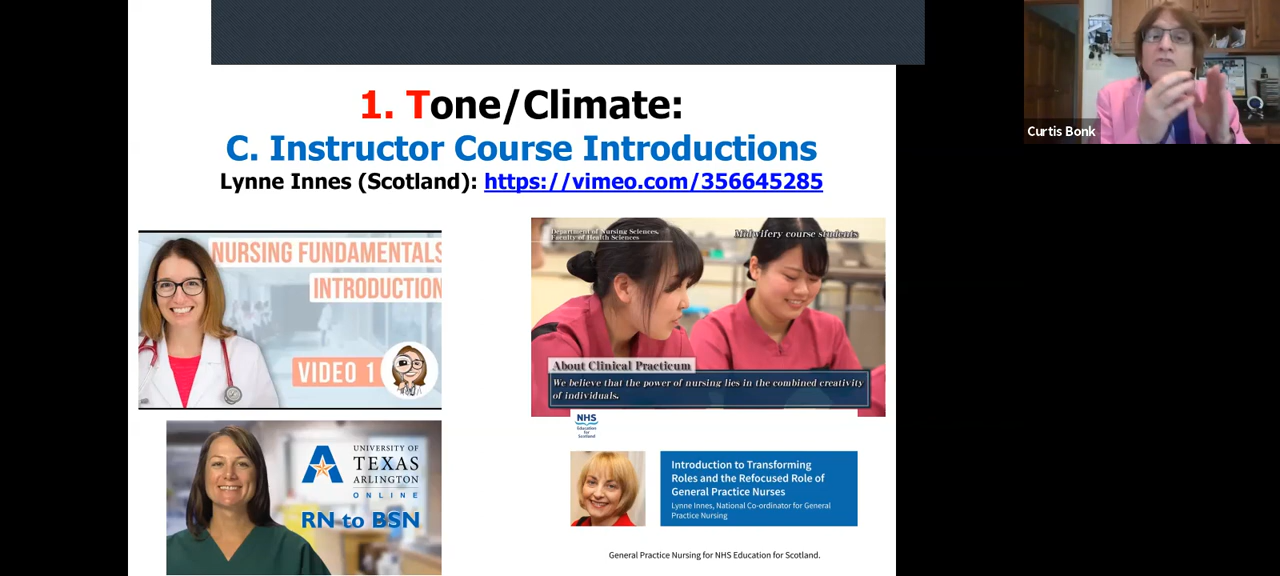 1. Tone/Climate:
C. Instructor Course Introductions
Lynne Innes (Scotland): https://vimeo.com/356645285
Curtis Bonk
NURSING FUNDAMENTALS
INTRODUCTION
VIDEO 1
Department of Nursing Sciences,
Faculty of Health Sciences
Midwifery course students
About Clinical Practicum
We believe that the power of nursing lies in the combined creativity
of individuals.
UNIVERSITY OF
TEXAS
ARLINGTON
ONLINE
RN to BSN
NHS
Education
for
Scotland
Introduction to Transforming
Roles and the Refocused Role of
General Practice Nurses
Lynne Innes, National Co-ordinator for General
Practice Nursing
General Practice Nursing for NHS Education for Scotland.